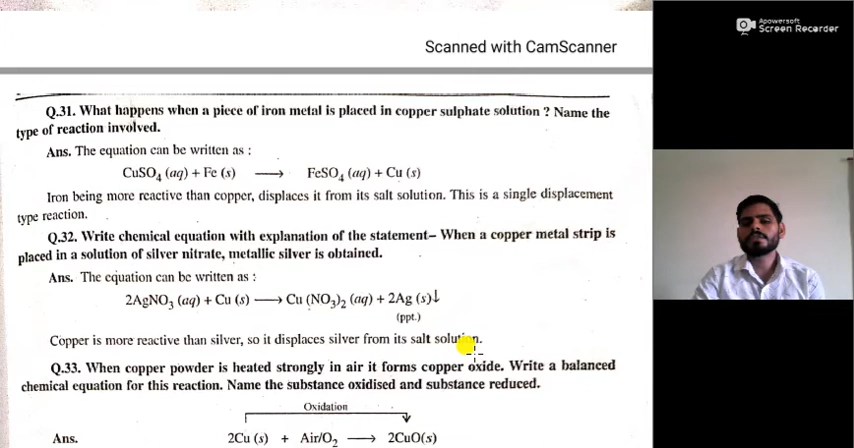 Apowersoft
Screen Recorder
Scanned with CamScanner
Q.31. What happens when a piece of iron metal is placed in copper sulphate solution ? Name the
type of reaction involved.
Ans. The equation can be written as :
CuSO₄ (aq) + Fe (s) ⟶ FeSO₄ (aq) + Cu (s)
Iron being more reactive than copper, displaces it from its salt solution. This is a single displacement
type reaction.
Q.32. Write chemical equation with explanation of the statement– When a copper metal strip is
placed in a solution of silver nitrate, metallic silver is obtained.
Ans. The equation can be written as :
2AgNO₃ (aq) + Cu (s) ⟶ Cu (NO₃)₂ (aq) + 2Ag (s)↓
(ppt.)
Copper is more reactive than silver, so it displaces silver from its salt solution.
Q.33. When copper powder is heated strongly in air it forms copper oxide. Write a balanced
chemical equation for this reaction. Name the substance oxidised and substance reduced.
Oxidation
Ans. 2Cu (s) + Air/O₂ ⟶ 2CuO(s)